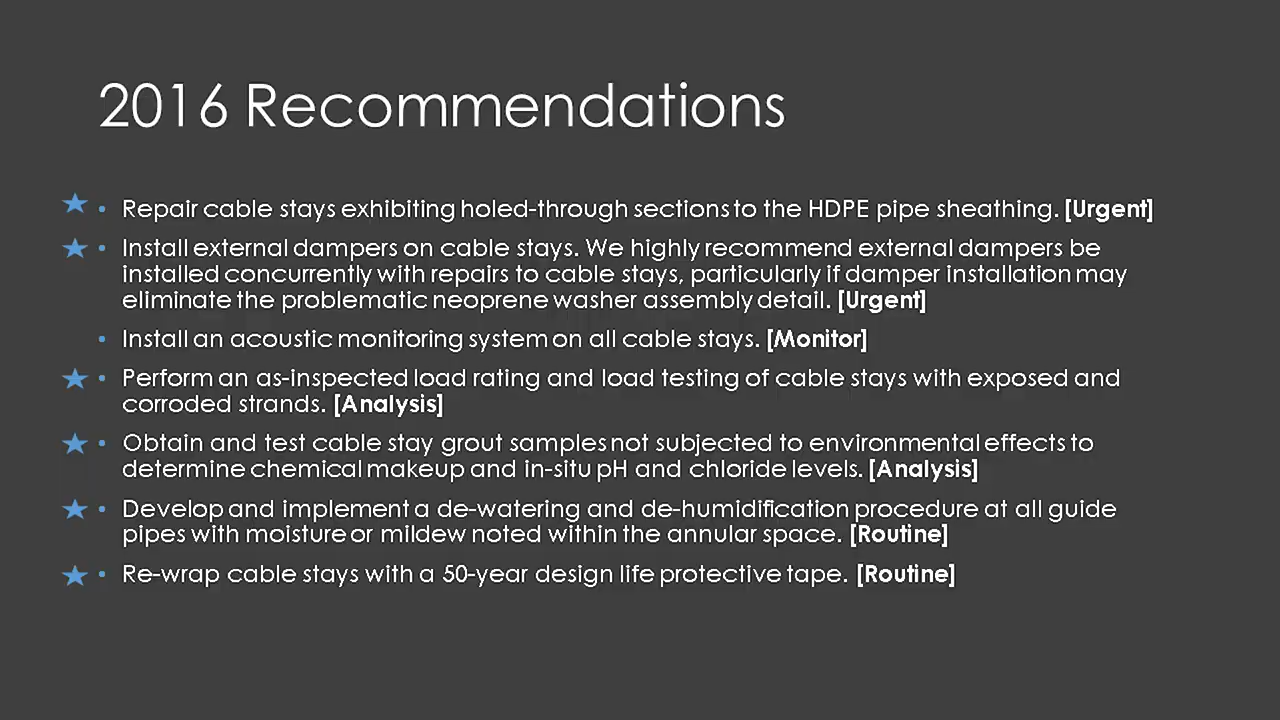 2016 Recommendations
★ • Repair cable stays exhibiting holed-through sections to the HDPE pipe sheathing. [Urgent]
★ • Install external dampers on cable stays. We highly recommend external dampers be
installed concurrently with repairs to cable stays, particularly if damper installation may
eliminate the problematic neoprene washer assembly detail. [Urgent]
• Install an acoustic monitoring system on all cable stays. [Monitor]
★ • Perform an as-inspected load rating and load testing of cable stays with exposed and
corroded strands. [Analysis]
★ • Obtain and test cable stay grout samples not subjected to environmental effects to
determine chemical makeup and in-situ pH and chloride levels. [Analysis]
★ • Develop and implement a de-watering and de-humidification procedure at all guide
pipes with moisture or mildew noted within the annular space. [Routine]
★ • Re-wrap cable stays with a 50-year design life protective tape. [Routine]